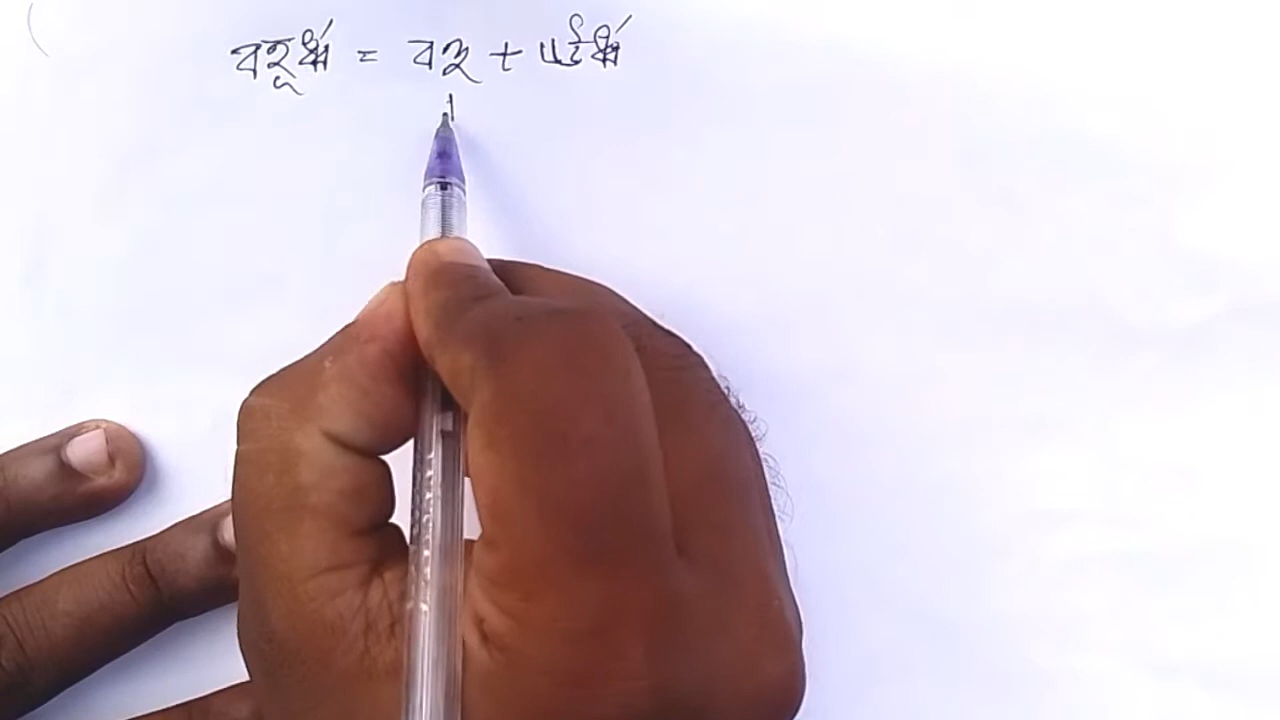 বহূর্ধ্ব = বহু + ঊর্ধ্ব